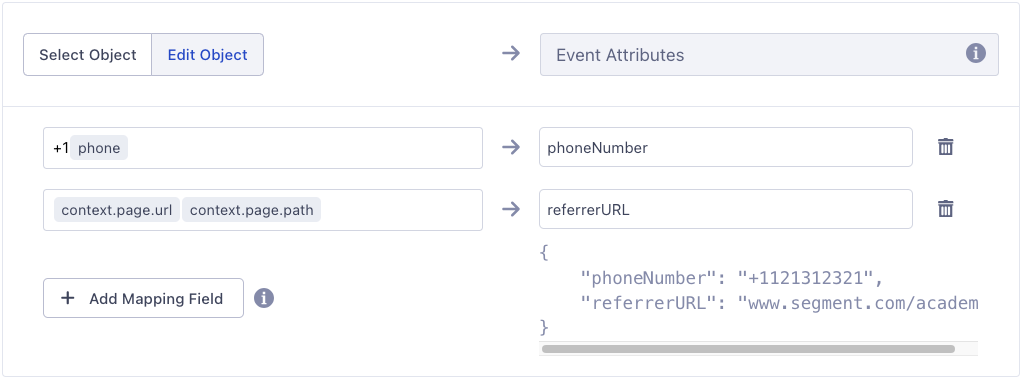 Select Object Edit Object → Event Attributes
+1 phone → phoneNumber
context.page.url context.page.path → referrerURL
{
"phoneNumber": "+1121312321",
"referrerURL": "www.segment.com/academ
}
+ Add Mapping Field